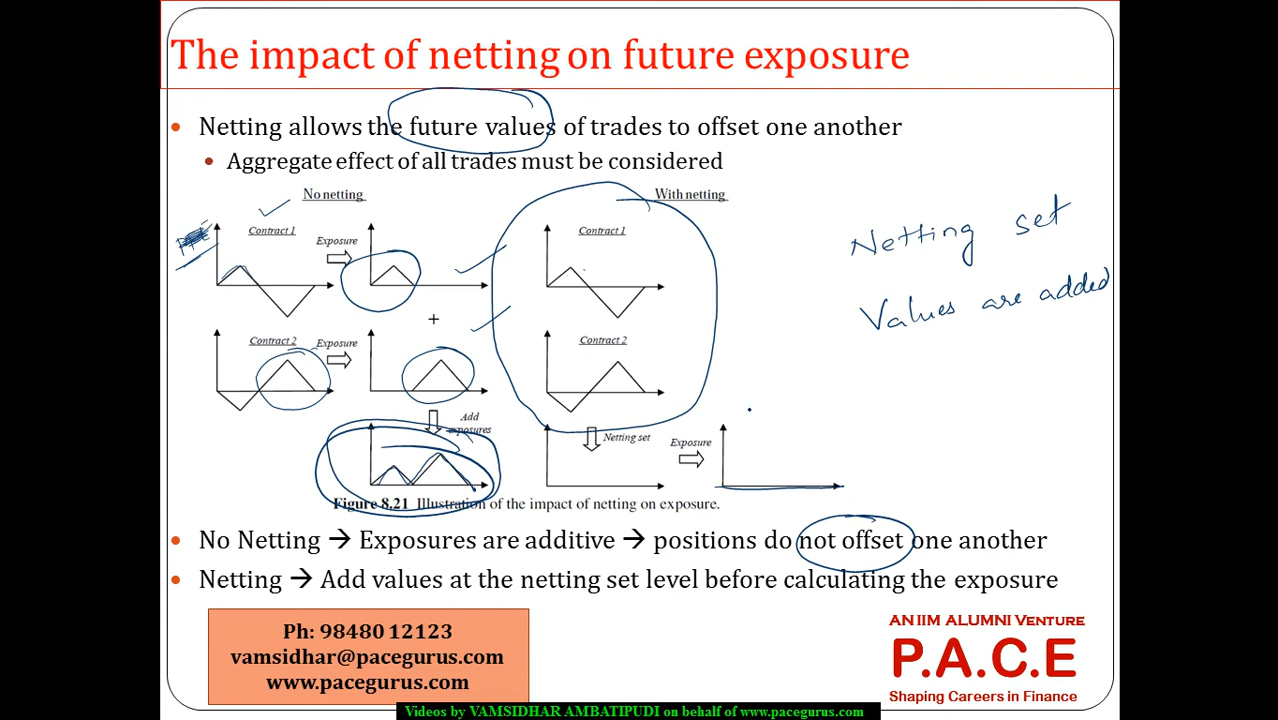 The impact of netting on future exposure
• Netting allows the future values of trades to offset one another
• Aggregate effect of all trades must be considered
No netting
With netting
Contract 1
Exposure
Contract 1
Netting set
Values are added
+
Contract 2
Exposure
Contract 2
Add exposures
Netting set
Exposure
Figure 8.21 Illustration of the impact of netting on exposure.
• No Netting → Exposures are additive → positions do not offset one another
• Netting → Add values at the netting set level before calculating the exposure
Ph: 98480 12123
vamsidhar@pacegurus.com
www.pacegurus.com
AN IIM ALUMNI VENTURE
P.A.C.E
Shaping Careers in Finance
Videos by VAMSIDHAR AMBATIPUDI on behalf of www.pacegurus.com